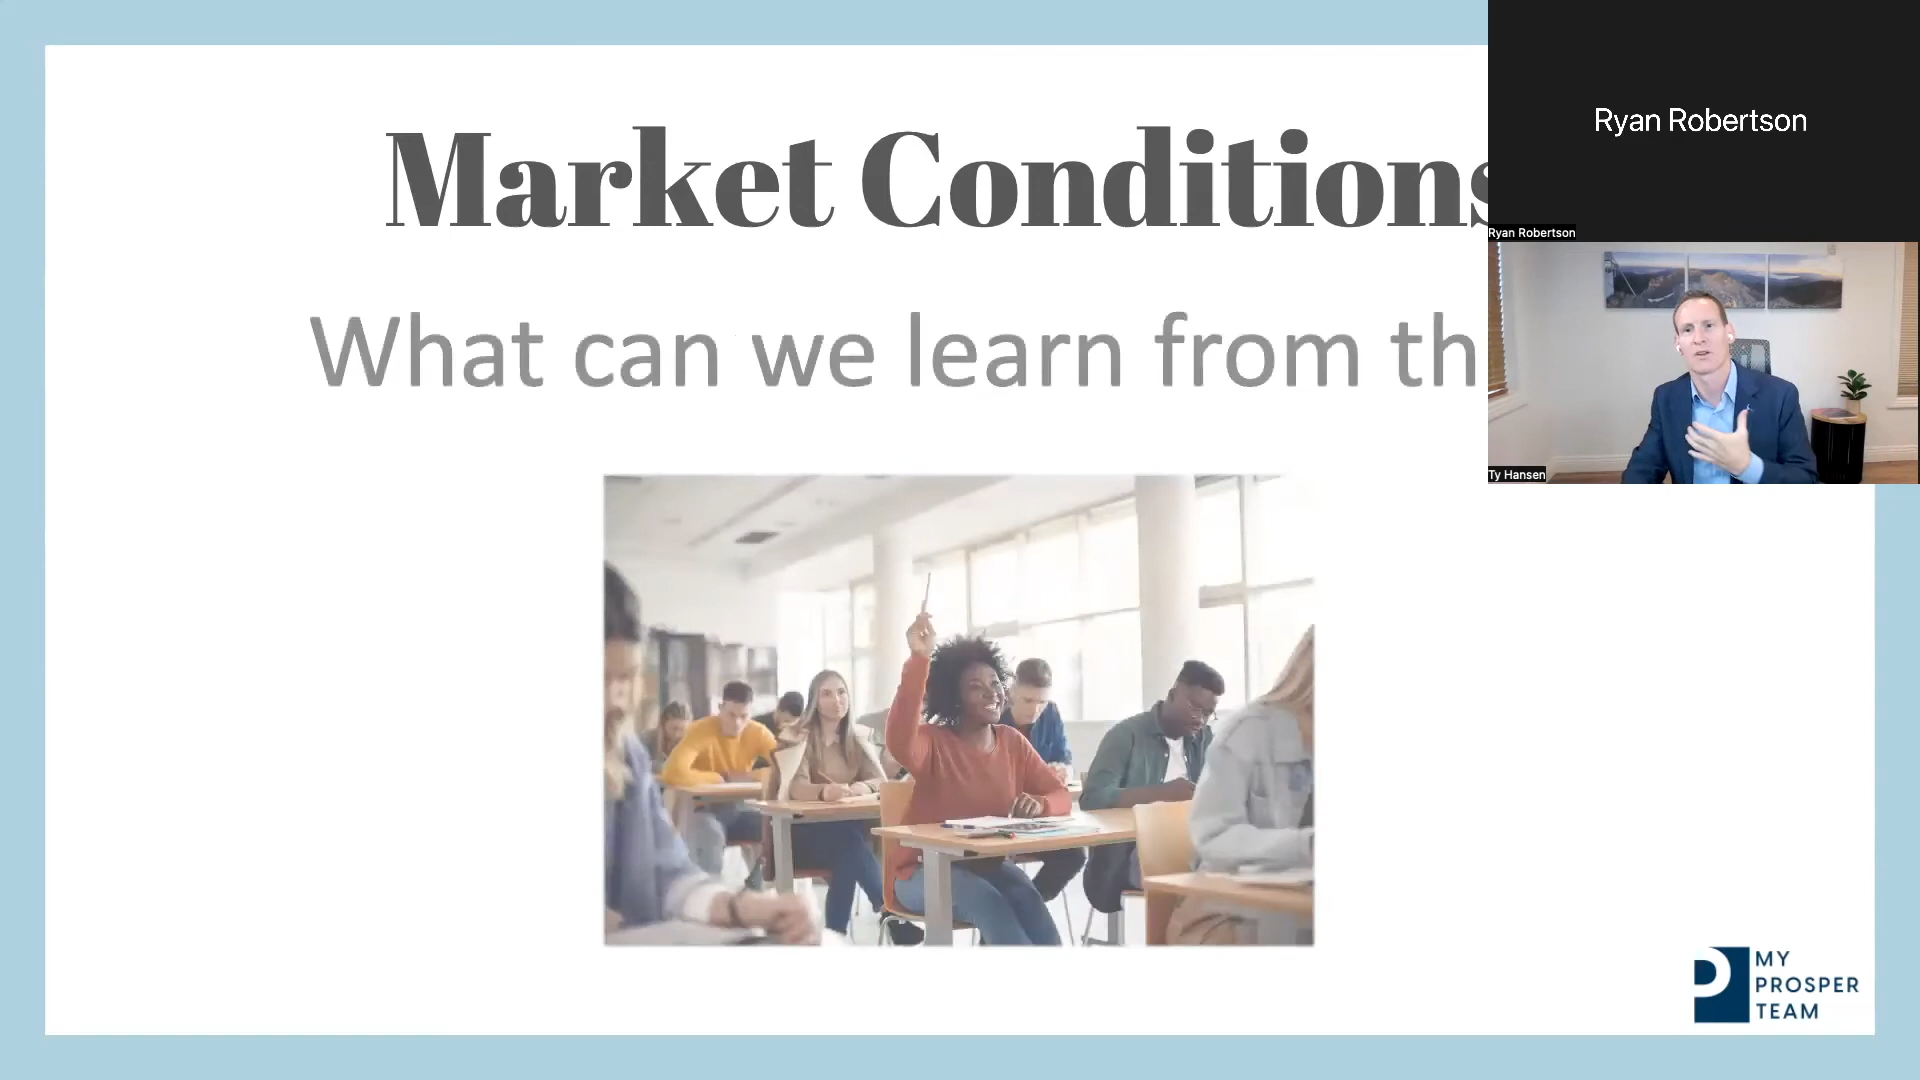 Market Conditions
What can we learn from th
Ryan Robertson
Ryan Robertson
Ty Hansen
MY
PROSPER
TEAM